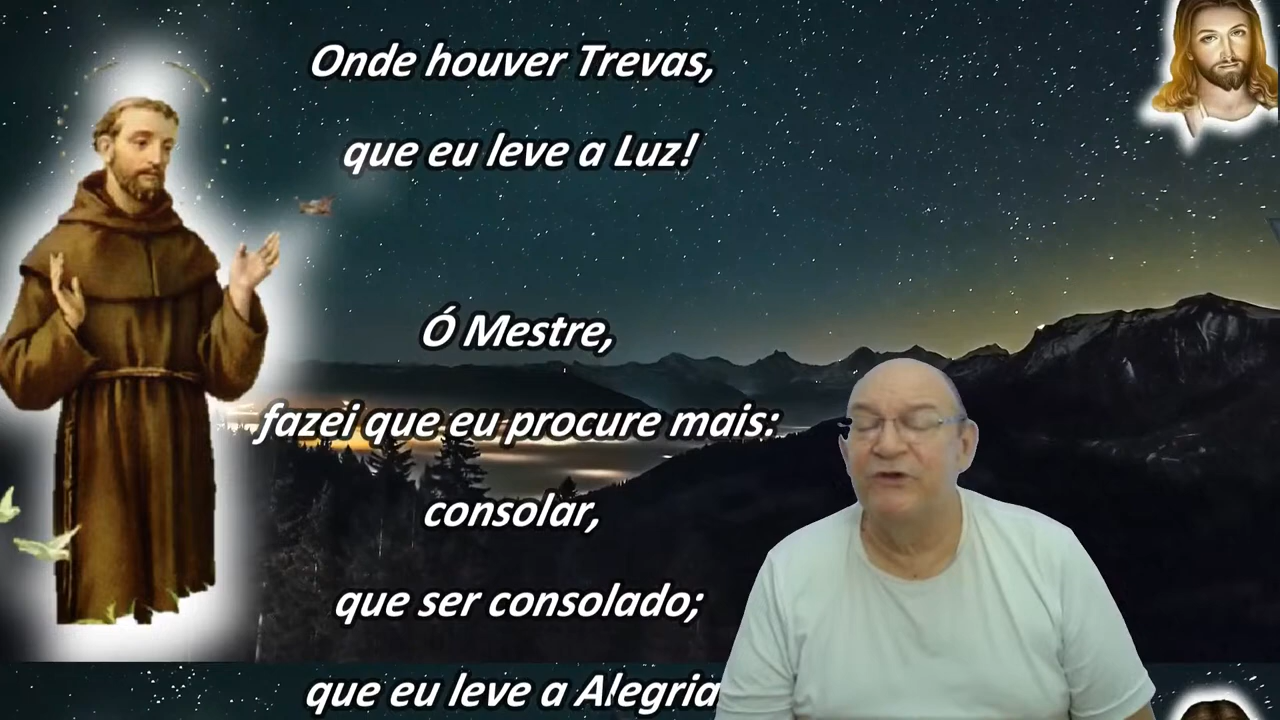 Onde houver Trevas,
que eu leve a Luz!
Ó Mestre,
fazei que eu procure mais:
consolar,
que ser consolado;
que eu leve a Alegria